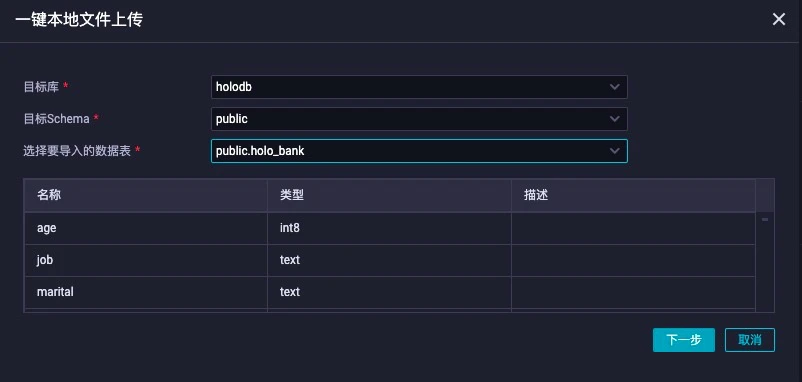 一键本地文件上传
目标库 * holodb
目标Schema * public
选择要导入的数据表 * public.holo_bank
名称 类型 描述
age int8
job text
marital text
下一步 取消